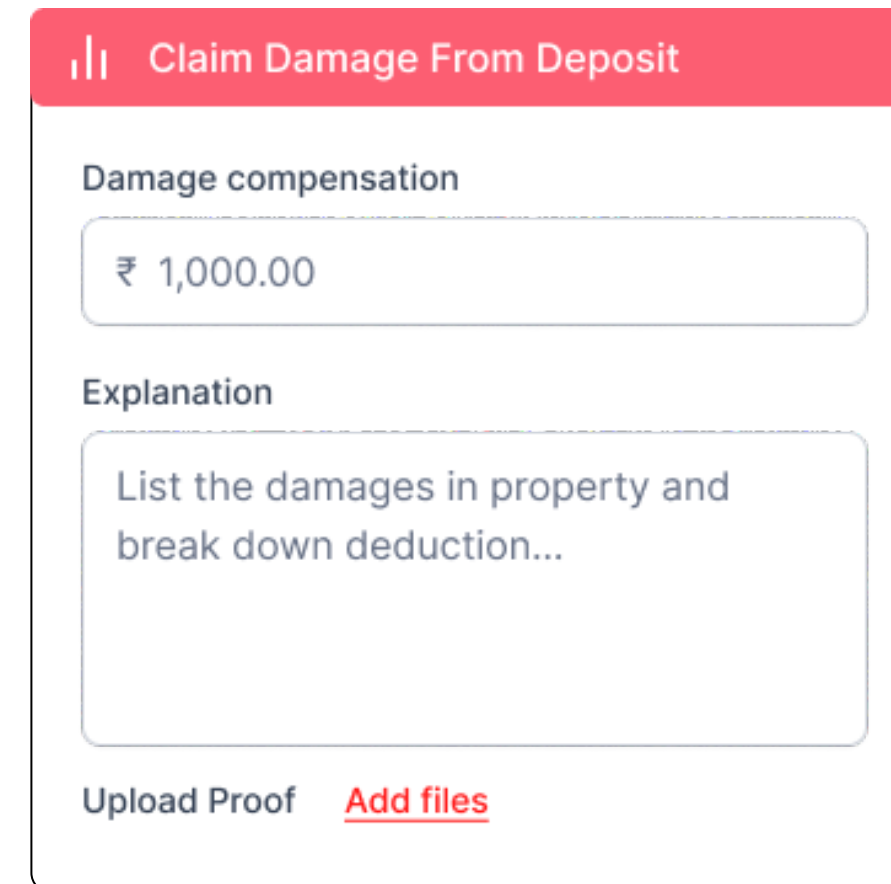 Claim Damage From Deposit
Damage compensation
₹ 1,000.00
Explanation
List the damages in property and
break down deduction...
Upload Proof Add files